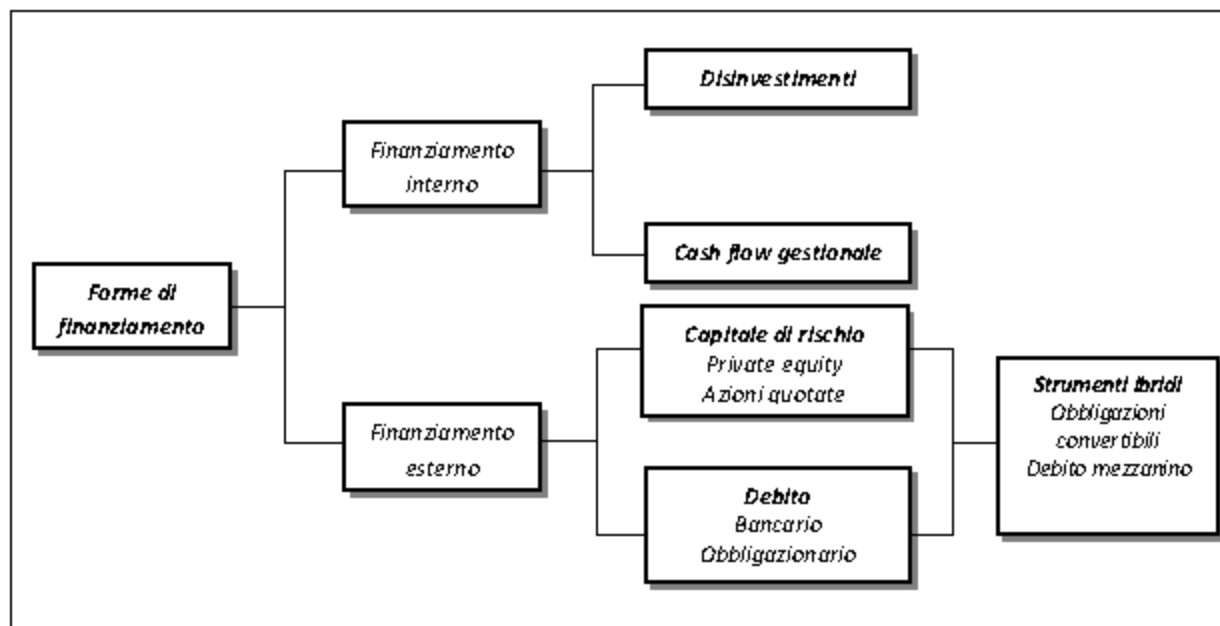 Disinvestimenti
Finanziamento
interno
Cash flow gestionale
Forme di
finanziamento
Capitale di rischio
Private equity
Azioni quotate
Strumenti ibridi
Obbligazioni
convertibili
Debito mezzanino
Finanziamento
esterno
Debito
Bancario
Obbligazionario